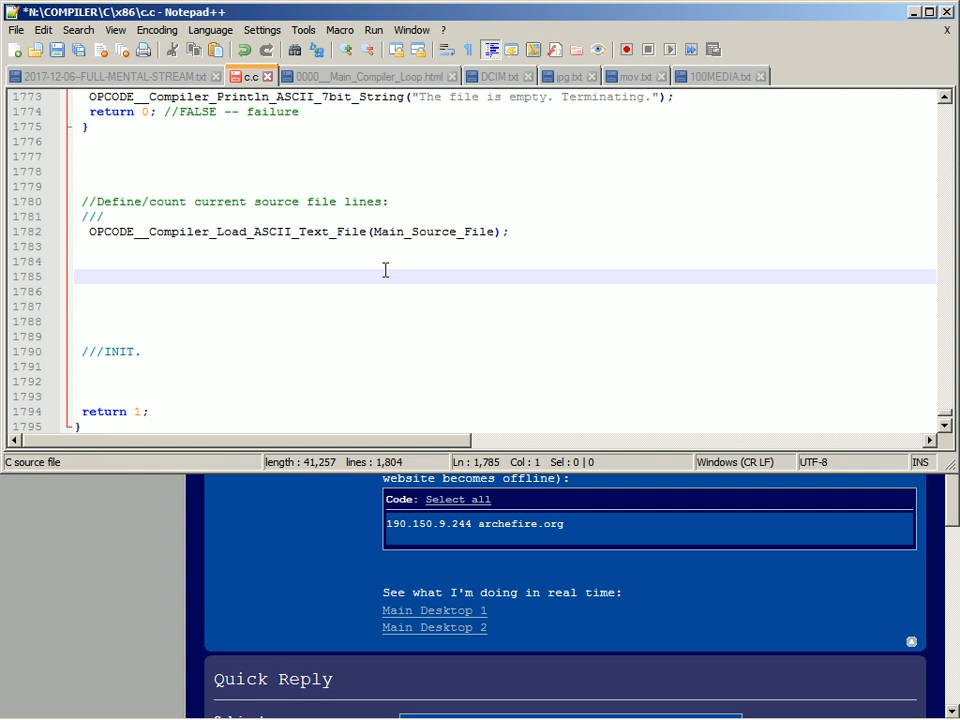 *N:\COMPILER\C\x86\c.c - Notepad++
File Edit Search View Encoding Language Settings Tools Macro Run Window ? X
2017-12-06--FULL-MENTAL-STREAM.txt c.c 0000__Main_Compiler_Loop.html DCIM.txt jpg.txt mov.txt 100MEDIA.txt
1773 OPCODE__Compiler_Println_ASCII_7bit_String("The file is empty. Terminating.");
1774 return 0; //FALSE -- failure
1775 }
1776
1777
1778
1779
1780 //Define/count current source file lines:
1781 ///
1782 OPCODE__Compiler_Load_ASCII_Text_File(Main_Source_File);
1783
1784
1785
1786
1787
1788
1789
1790 ///INIT.
1791
1792
1793
1794 return 1;
1795 }
C source file length : 41,257 lines : 1,804 Ln : 1,785 Col : 1 Sel : 0 | 0 Windows (CR LF) UTF-8 INS
website becomes offline):
Code: Select all
190.150.9.244 archefire.org
See what I'm doing in real time:
Main Desktop 1
Main Desktop 2
Quick Reply